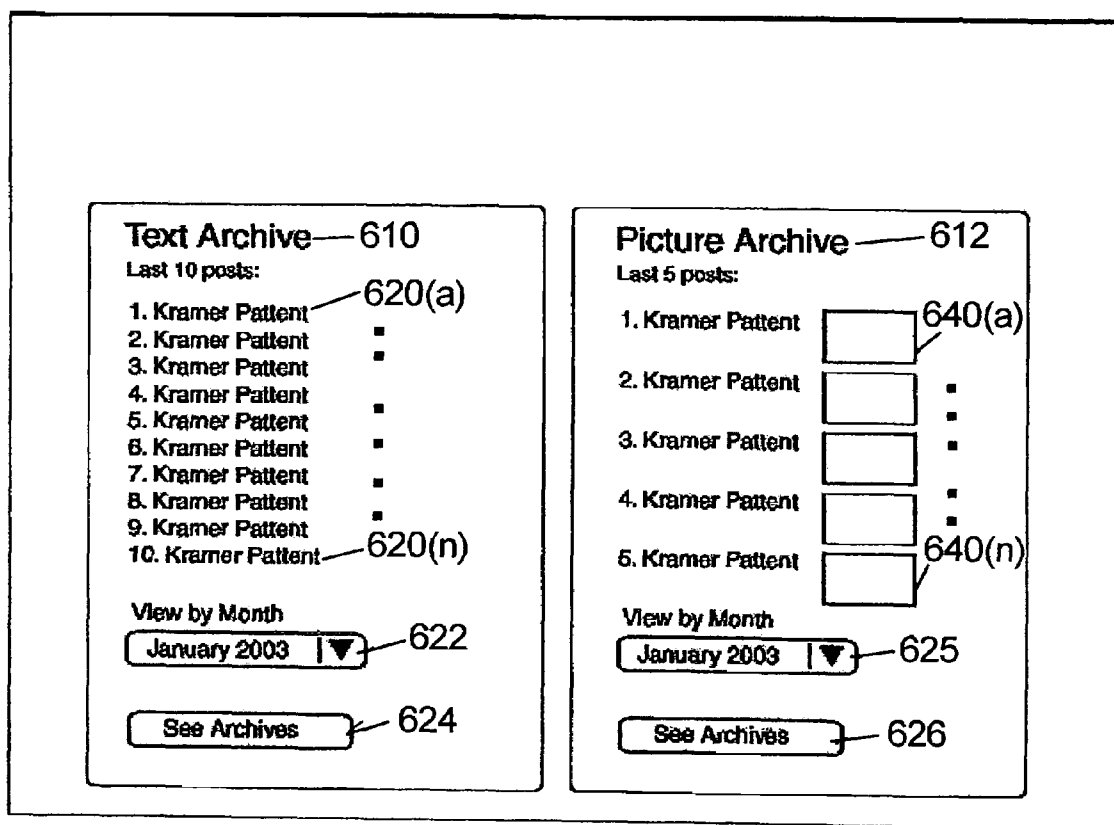 Text Archive 610
Last 10 posts:
1. Kramer Pattent 620(a)
2. Kramer Pattent
3. Kramer Pattent
4. Kramer Pattent
5. Kramer Pattent
6. Kramer Pattent
7. Kramer Pattent
8. Kramer Pattent
9. Kramer Pattent
10. Kramer Pattent 620(n)
View by Month
January 2003 622
See Archives 624
Picture Archive 612
Last 5 posts:
1. Kramer Pattent 640(a)
2. Kramer Pattent
3. Kramer Pattent
4. Kramer Pattent
5. Kramer Pattent 640(n)
View by Month
January 2003 625
See Archives 626